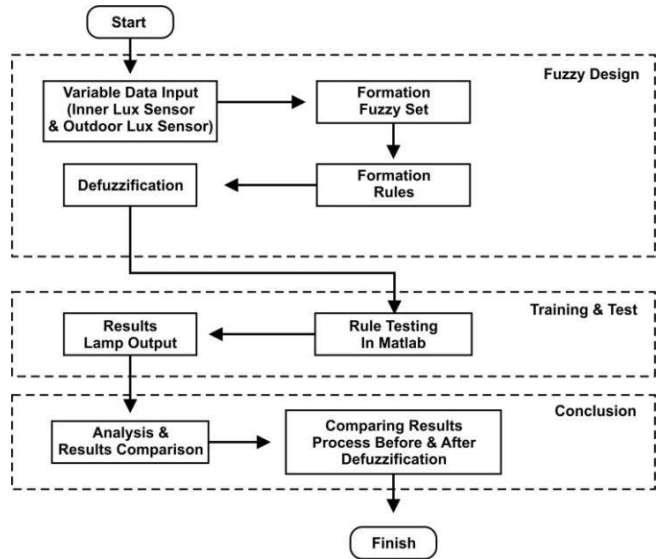 Start
Fuzzy Design
Variable Data Input
(Inner Lux Sensor
& Outdoor Lux Sensor)
Formation
Fuzzy Set
Defuzzification
Formation
Rules
Training & Test
Results
Lamp Output
Rule Testing
In Matlab
Conclusion
Analysis &
Results Comparison
Comparing Results
Process Before & After
Defuzzification
Finish